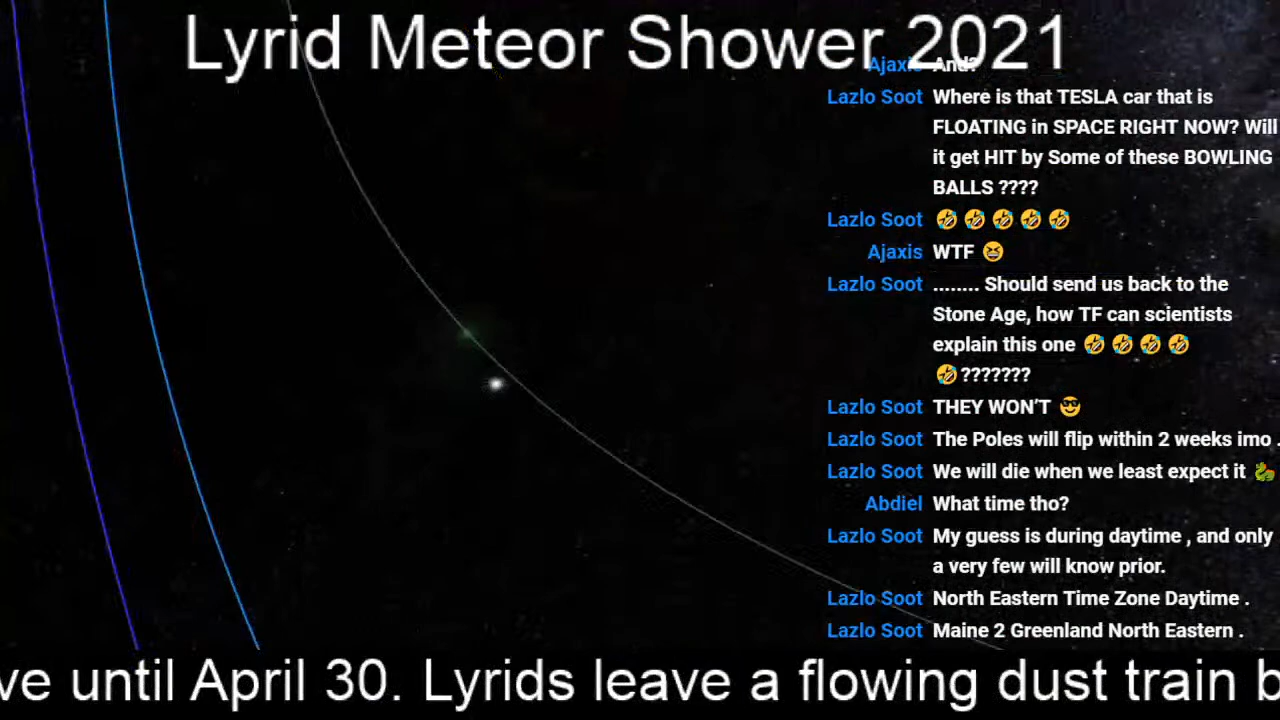 Lyrid Meteor Shower 2021
Ajaxis And?
Lazlo Soot Where is that TESLA car that is
FLOATING in SPACE RIGHT NOW? Will
it get HIT by Some of these BOWLING
BALLS ????
Lazlo Soot 🤣 🤣 🤣 🤣 🤣
Ajaxis WTF 😆
Lazlo Soot ........ Should send us back to the
Stone Age, how TF can scientists
explain this one 🤣 🤣 🤣 🤣
🤣???????
Lazlo Soot THEY WON'T 😎
Lazlo Soot The Poles will flip within 2 weeks imo .
Lazlo Soot We will die when we least expect it 🐉
Abdiel What time tho?
Lazlo Soot My guess is during daytime , and only
a very few will know prior.
Lazlo Soot North Eastern Time Zone Daytime .
Lazlo Soot Maine 2 Greenland North Eastern .
ve until April 30. Lyrids leave a flowing dust train b